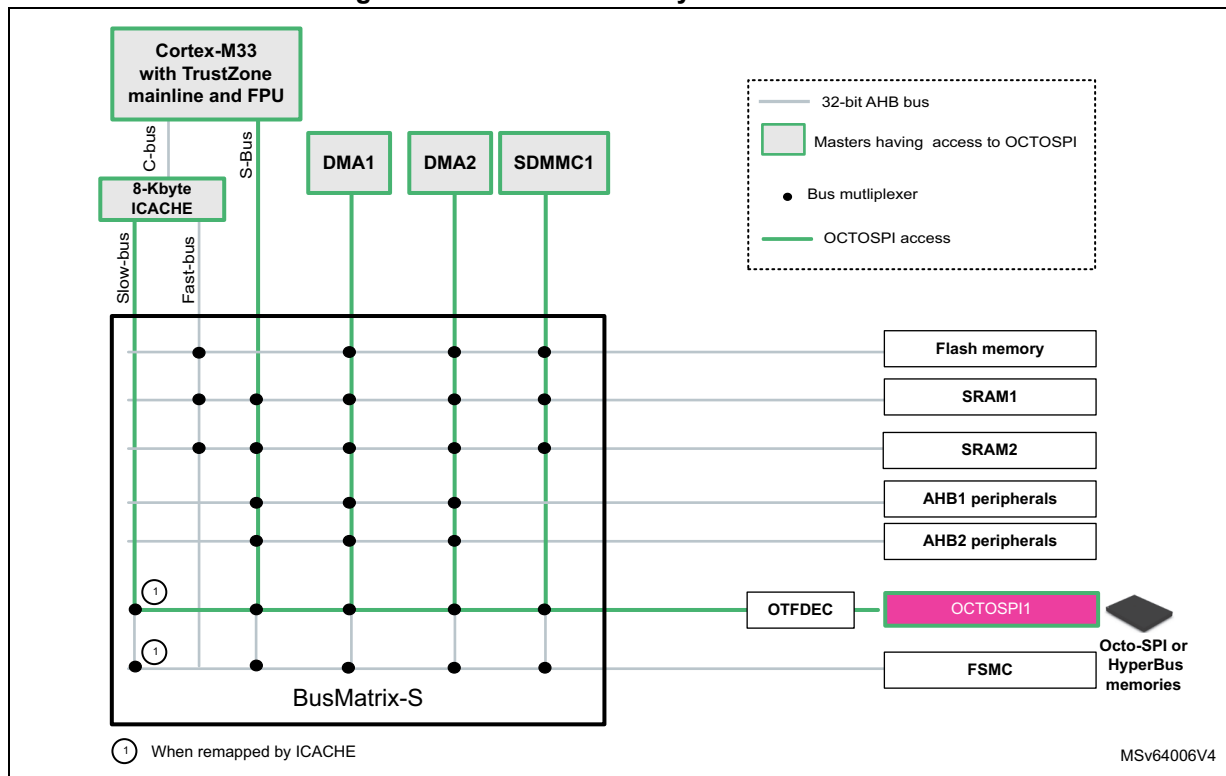 Cortex-M33
with TrustZone
mainline and FPU
C-bus
S-Bus
8-Kbyte
ICACHE
Slow-bus
Fast-bus
DMA1
DMA2
SDMMC1
32-bit AHB bus
Masters having access to OCTOSPI
Bus mutliplexer
OCTOSPI access
Flash memory
SRAM1
SRAM2
AHB1 peripherals
AHB2 peripherals
1
OTFDEC
OCTOSPI1
Octo-SPI or
HyperBus
memories
1
FSMC
BusMatrix-S
1 When remapped by ICACHE
MSv64006V4